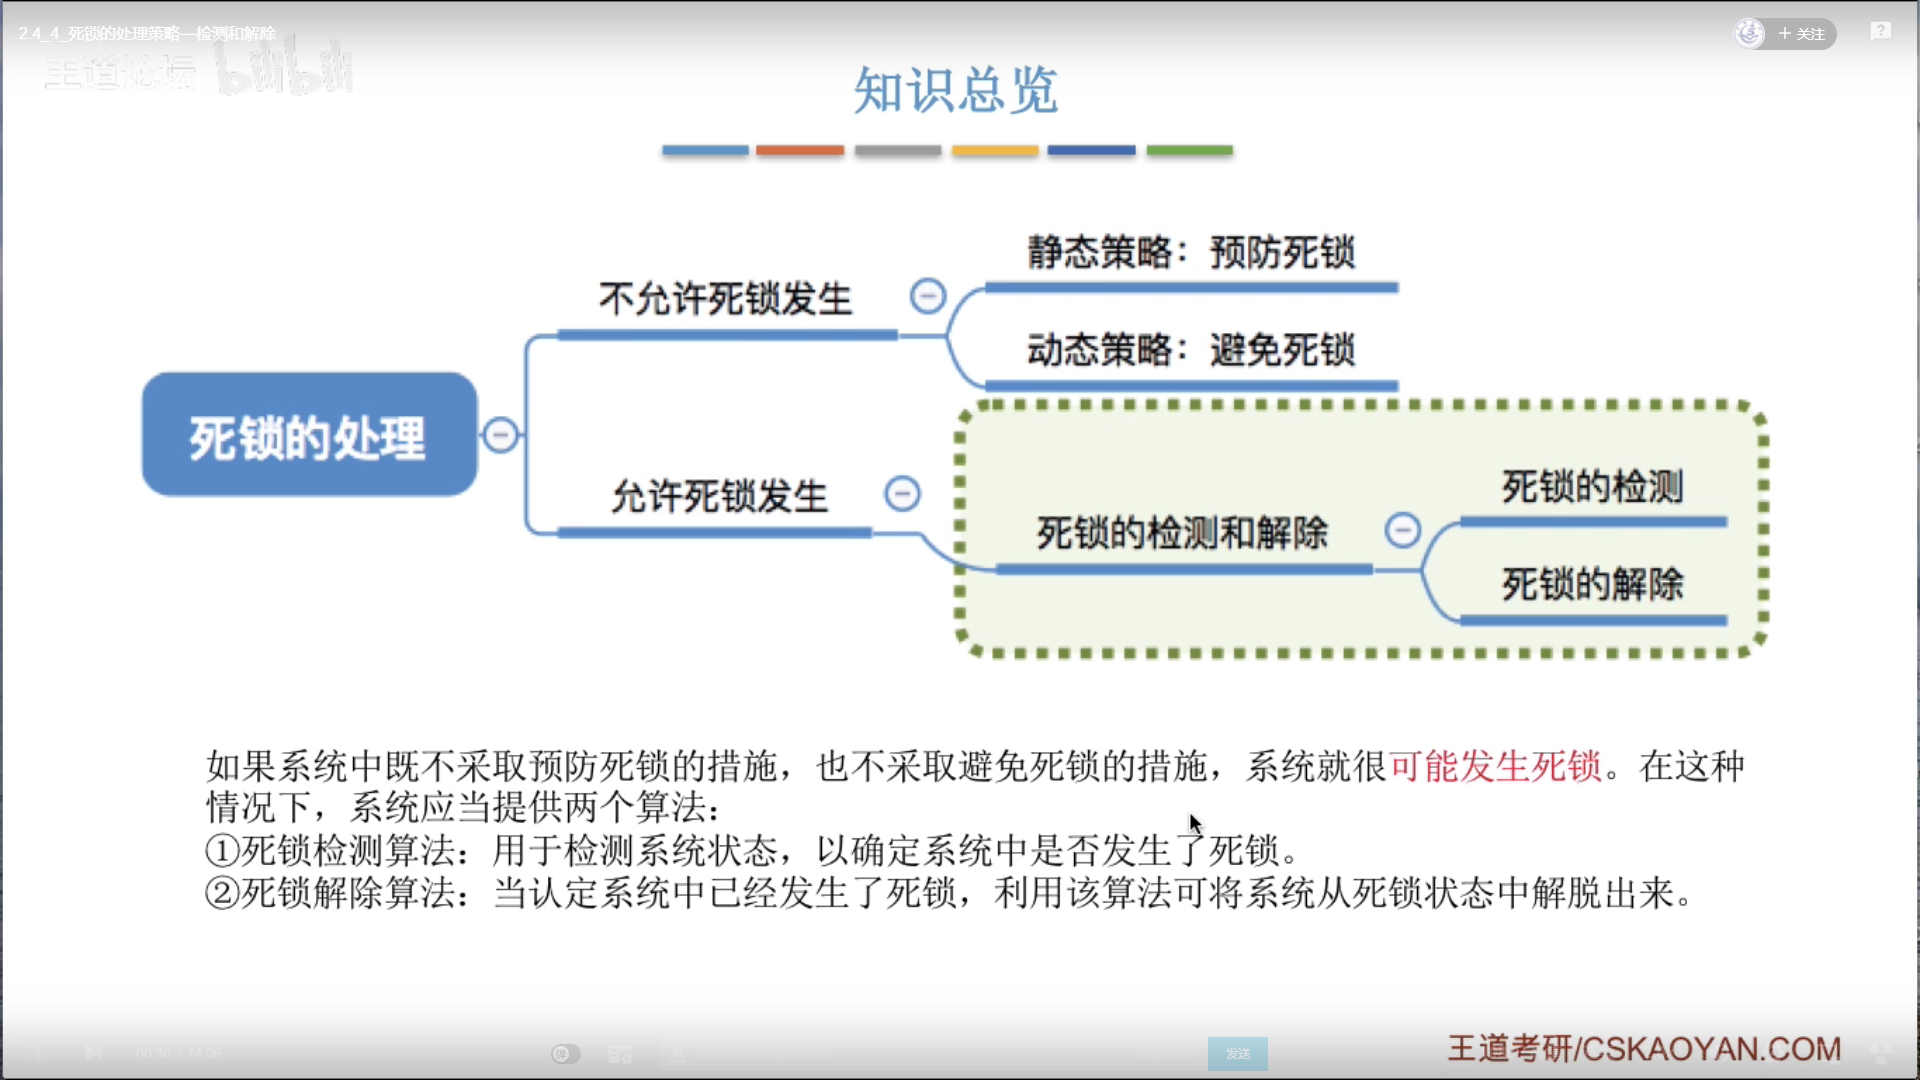 2.4_4_死锁的处理策略—检测和解除
+ 关注
王道论坛 bilibili
知识总览
静态策略：预防死锁
不允许死锁发生
动态策略：避免死锁
死锁的处理
允许死锁发生
死锁的检测
死锁的检测和解除
死锁的解除
如果系统中既不采取预防死锁的措施，也不采取避免死锁的措施，系统就很可能发生死锁。在这种
情况下，系统应当提供两个算法：
①死锁检测算法：用于检测系统状态，以确定系统中是否发生了死锁。
②死锁解除算法：当认定系统中已经发生了死锁，利用该算法可将系统从死锁状态中解脱出来。
00:30 / 14:06
弹
发送
王道考研/CSKAOYAN.COM